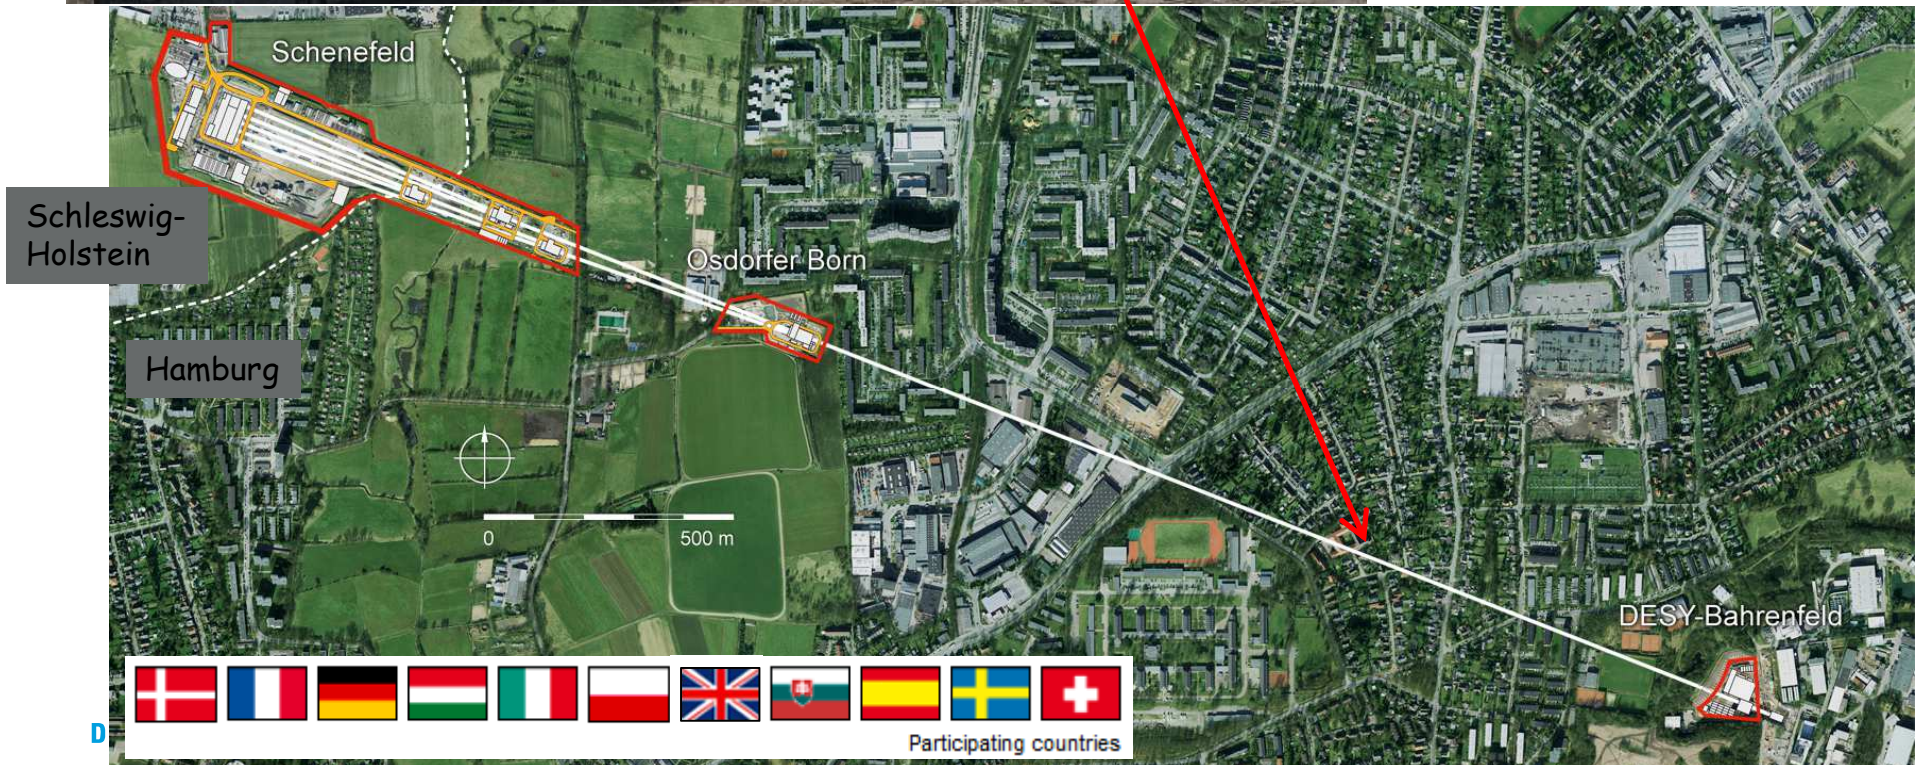 Schenefeld
Schleswig-
Holstein
Osdorfer Born
Hamburg
0 500 m
DESY-Bahrenfeld
Participating countries
D